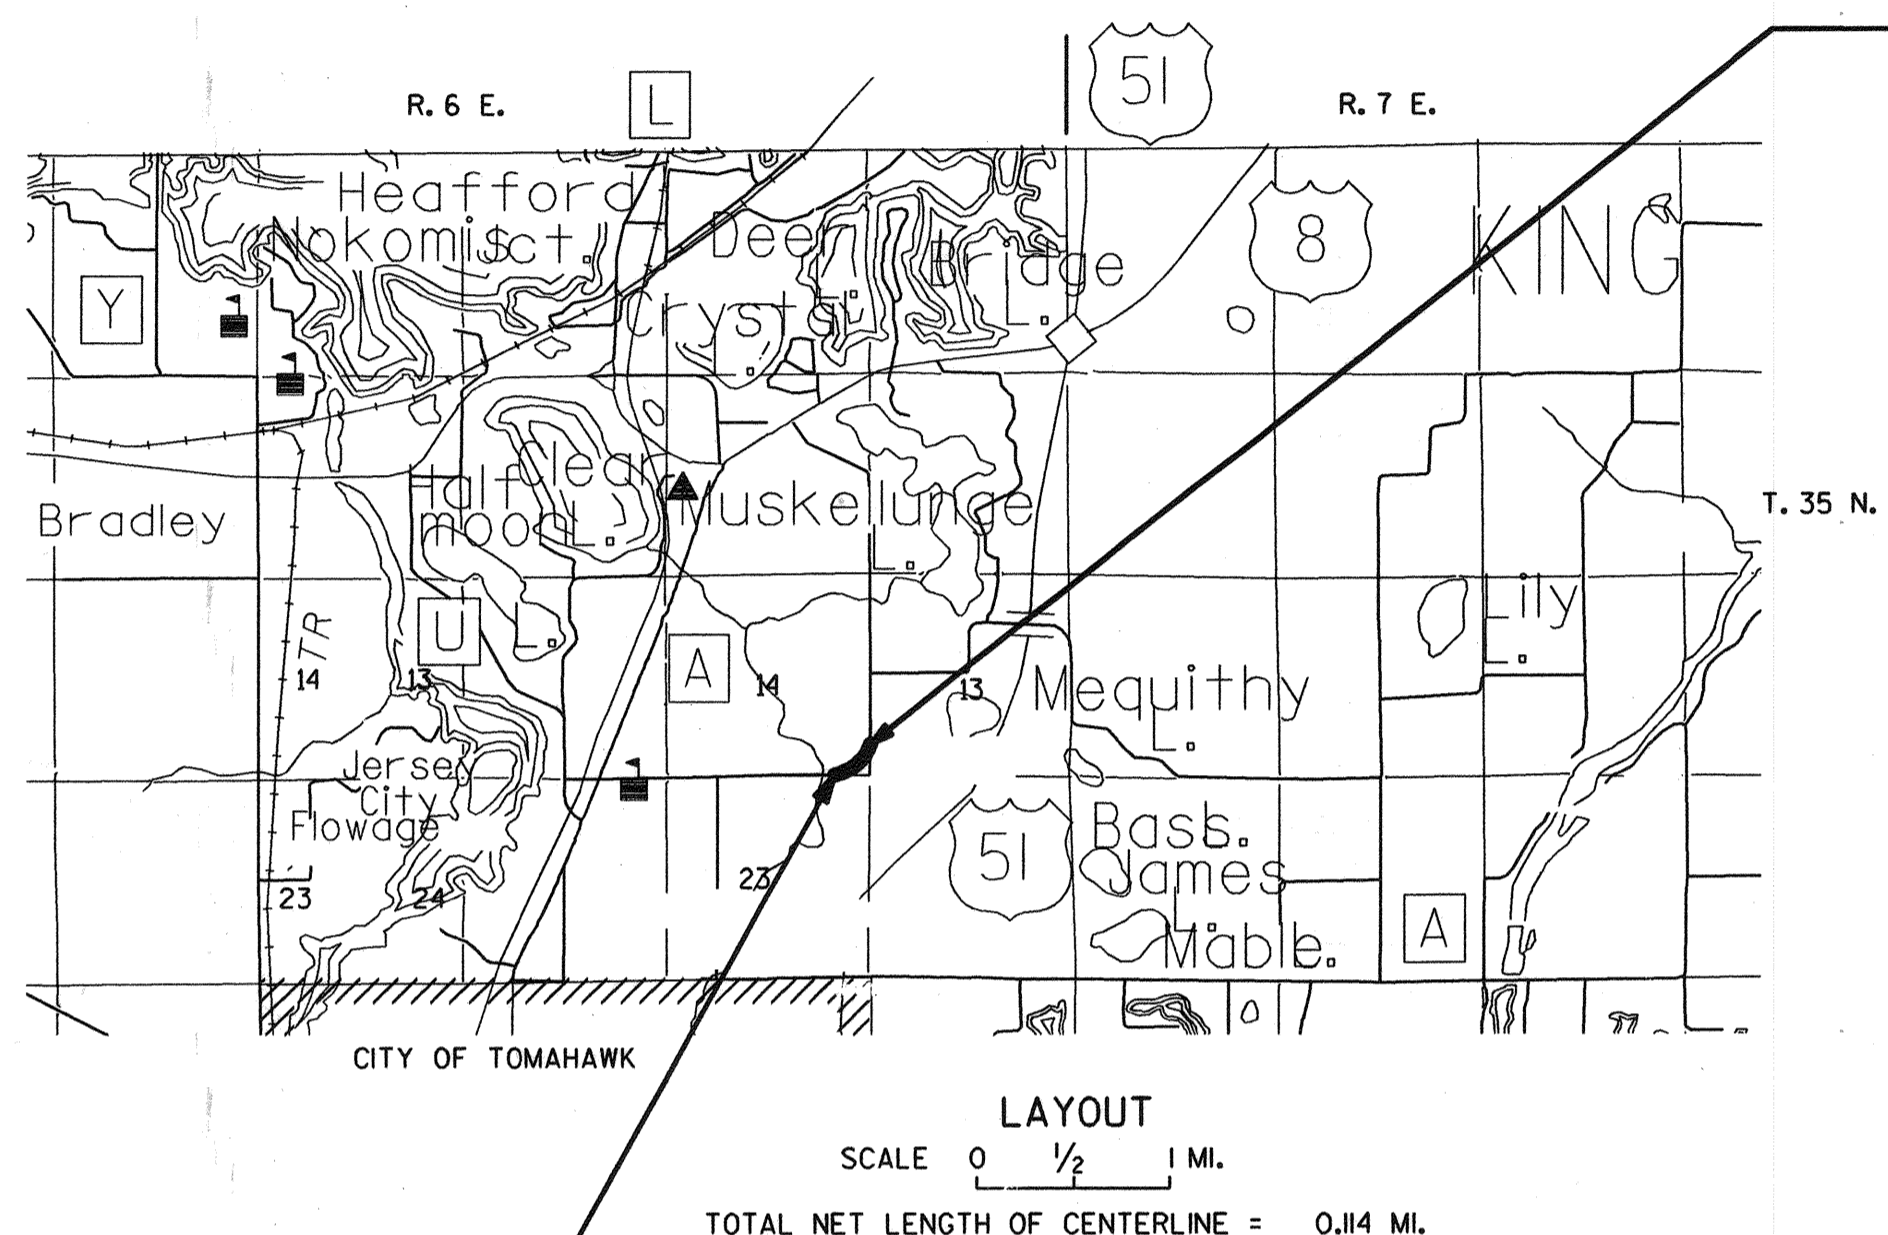 R. 6 E.
L
51
R. 7 E.
Heafford
Nokomis Jct.
Deer
L.
Bridge
L.
8
KING
Y
Crystal
L.
Clear
L.
Half
moon
L.
Muskellunge
L.
Bradley
T. 35 N.
TR
U
A
Lily
L.
14
13
14
13
Mequithy
L.
Jersey
City
Flowage
51
Bass L.
James
L.
Mable L.
A
23
24
23
CITY OF TOMAHAWK
LAYOUT
SCALE 0 1/2 1 MI.
TOTAL NET LENGTH OF CENTERLINE = 0.114 MI.